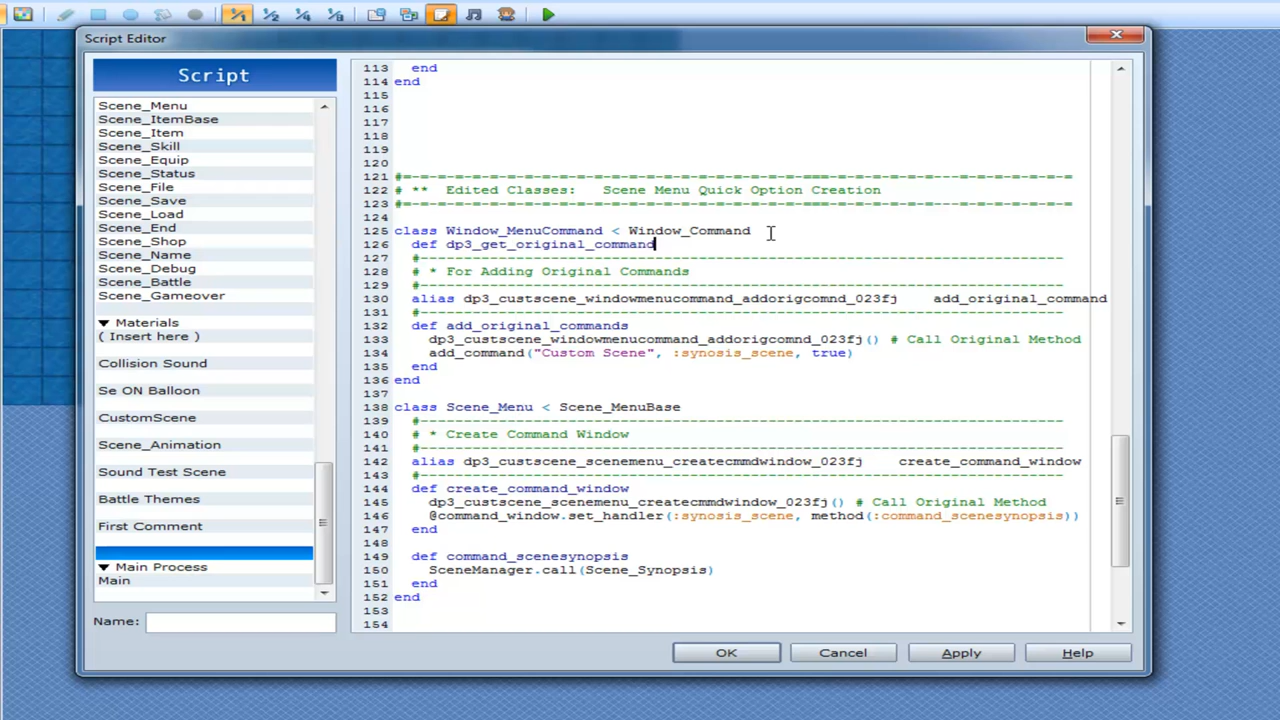 Script Editor
Script
Scene_Menu
Scene_ItemBase
Scene_Item
Scene_Skill
Scene_Equip
Scene_Status
Scene_File
Scene_Save
Scene_Load
Scene_End
Scene_Shop
Scene_Name
Scene_Debug
Scene_Battle
Scene_Gameover
▼ Materials
( Insert here )
Collision Sound
Se ON Balloon
CustomScene
Scene_Animation
Sound Test Scene
Battle Themes
First Comment
▼ Main Process
Main
Name:
113   end
114 end
115
116
117
118
119
120
121 #=-=-=-=-=-=-=-=-=-=-=-=-=-=-=-=-=-=-=-=-=-=-=-=-===-=-=-=-=-=-=-=---=-=-=-=-=-=-=
122 # **  Edited Classes:   Scene Menu Quick Option Creation
123 #=-=-=-=-=-=-=-=-=-=-=-=-=-=-=-=-=-=-=-=-=-=-=-=-===-=-=-=-=-=-=-=---=-=-=-=-=-=-=
124
125 class Window_MenuCommand < Window_Command
126   def dp3_get_original_command
127   #--------------------------------------------------------------------------
128   # * For Adding Original Commands
129   #--------------------------------------------------------------------------
130   alias dp3_custscene_windowmenucommand_addorigcomnd_023fj    add_original_command
131   #--------------------------------------------------------------------------
132   def add_original_commands
133     dp3_custscene_windowmenucommand_addorigcomnd_023fj() # Call Original Method
134     add_command("Custom Scene", :synosis_scene, true)
135   end
136 end
137
138 class Scene_Menu < Scene_MenuBase
139   #--------------------------------------------------------------------------
140   # * Create Command Window
141   #--------------------------------------------------------------------------
142   alias dp3_custscene_scenemenu_createcmmdwindow_023fj    create_command_window
143   #--------------------------------------------------------------------------
144   def create_command_window
145     dp3_custscene_scenemenu_createcmmdwindow_023fj() # Call Original Method
146     @command_window.set_handler(:synosis_scene, method(:command_scenesynopsis))
147   end
148
149   def command_scenesynopsis
150     SceneManager.call(Scene_Synopsis)
151   end
152 end
153
154
OK Cancel Apply Help